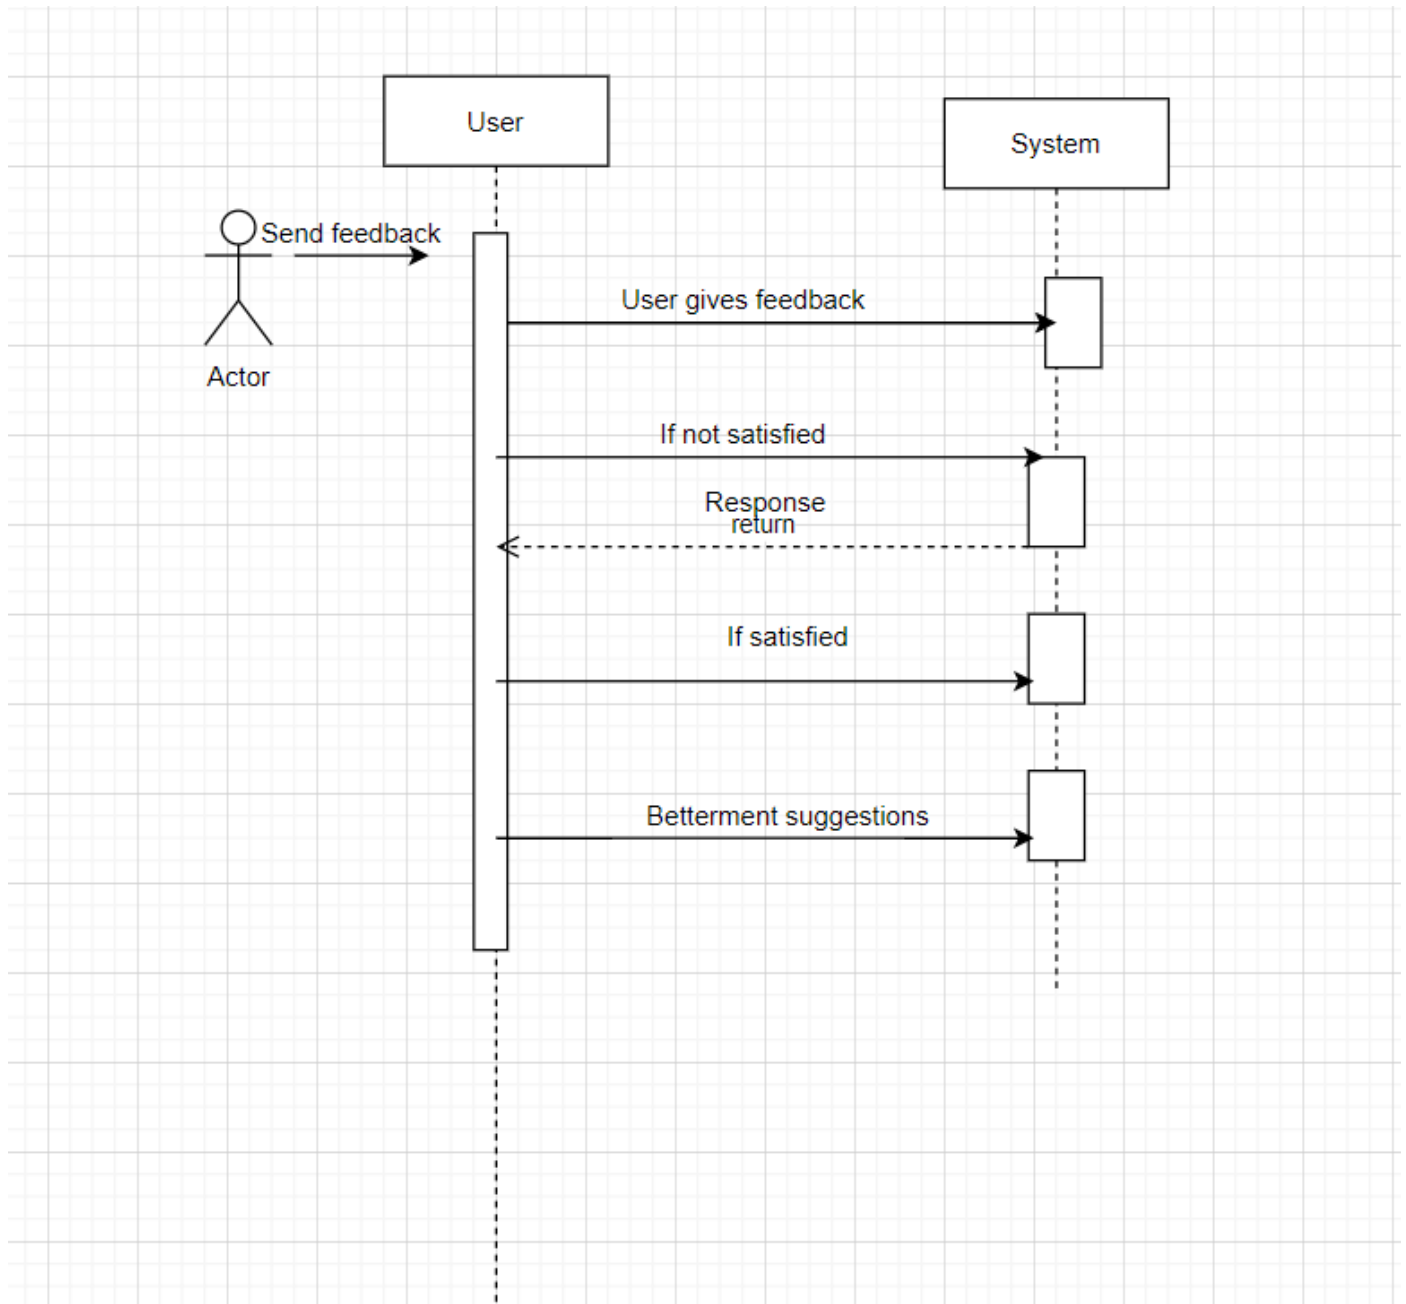 User
System
Send feedback
Actor
User gives feedback
If not satisfied
Response
return
If satisfied
Betterment suggestions